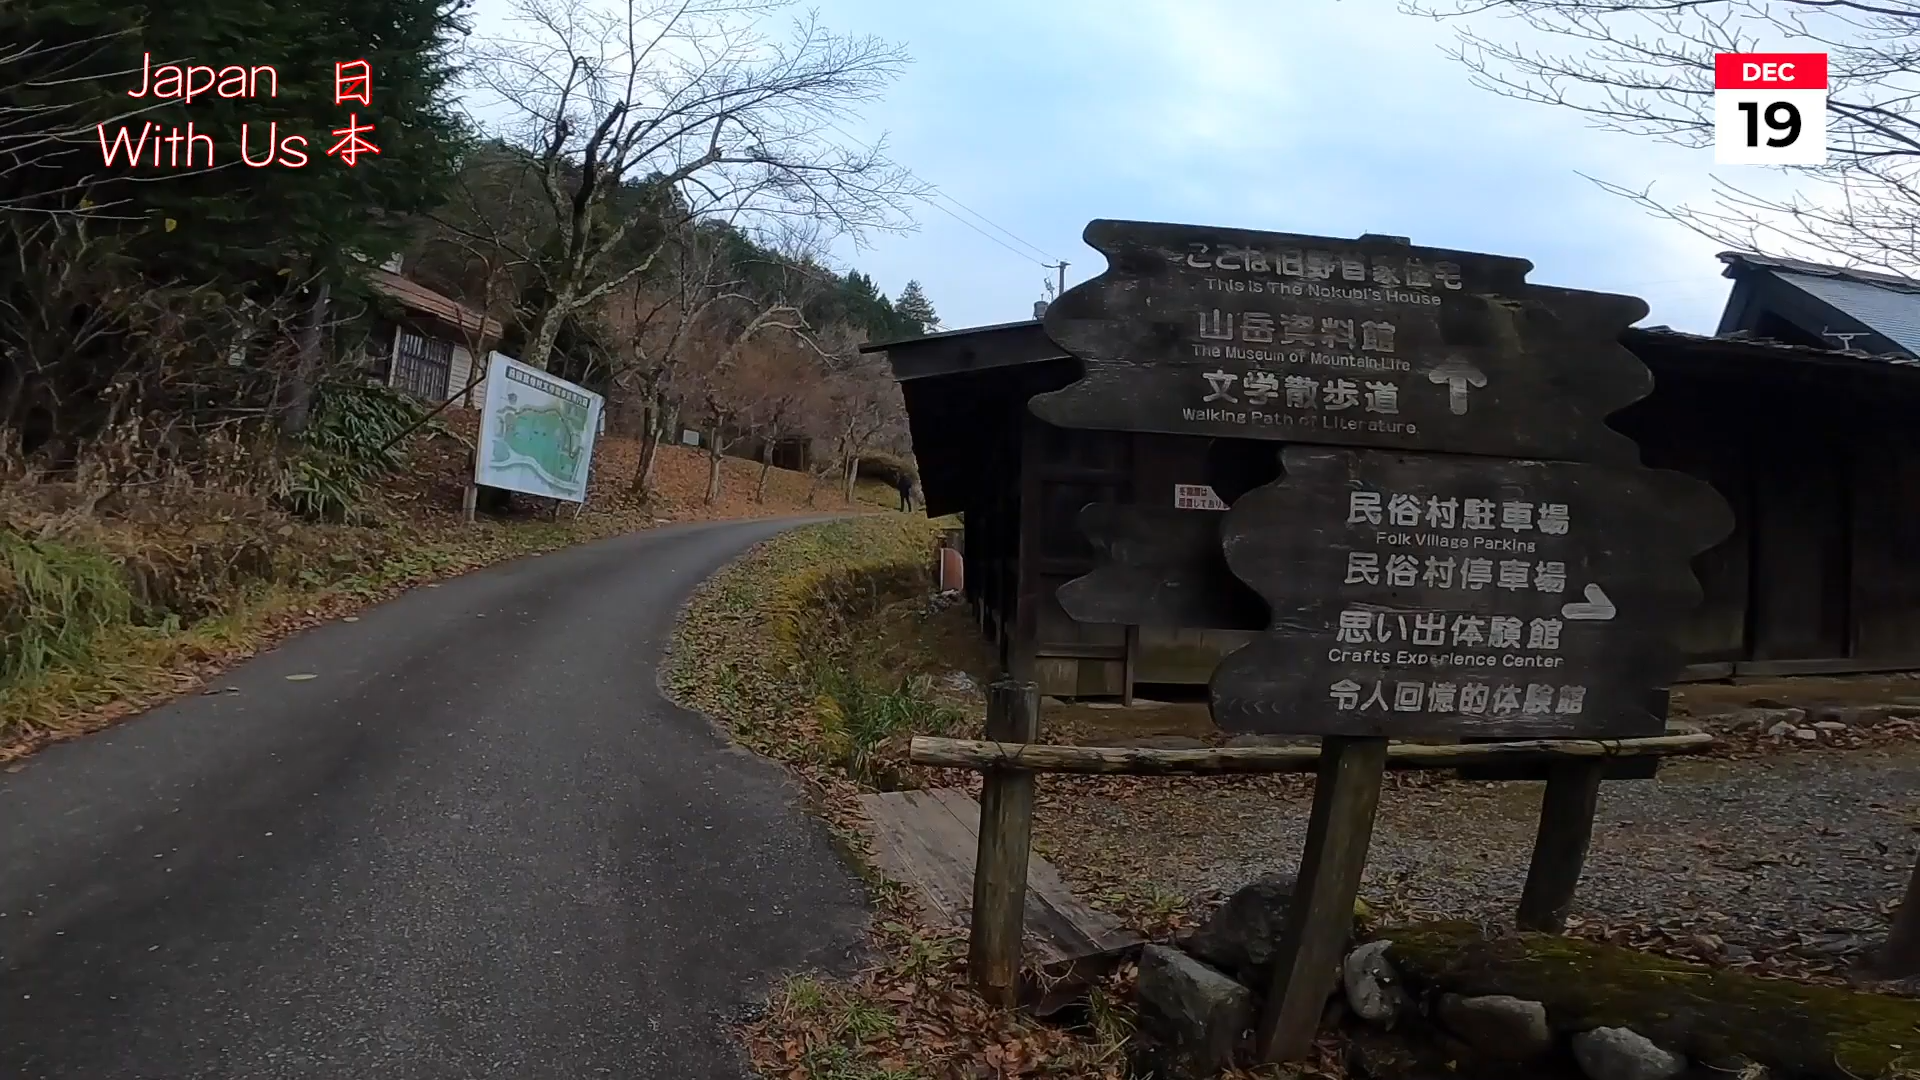 Japan 日
With Us 本
DEC
19
ここは旧野首家住宅
This Is The Nokubi's House
山岳資料館
The Museum of Mountain Life
文学散歩道
Walking Path of Literature
民俗村駐車場
Folk Village Parking
民俗村停車場
思い出体験館
Crafts Experience Center
令人回憶的体験館